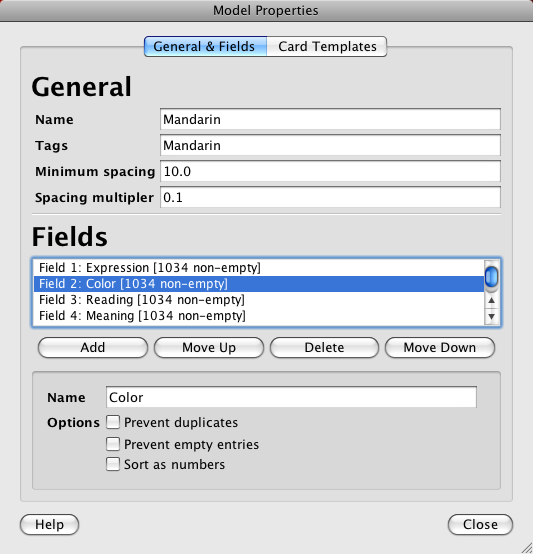 Model Properties
General & Fields Card Templates
General
Name Mandarin
Tags Mandarin
Minimum spacing 10.0
Spacing multipler 0.1
Fields
Field 1: Expression [1034 non-empty]
Field 2: Color [1034 non-empty]
Field 3: Reading [1034 non-empty]
Field 4: Meaning [1034 non-empty]
Add Move Up Delete Move Down
Name Color
Options Prevent duplicates
Prevent empty entries
Sort as numbers
Help Close